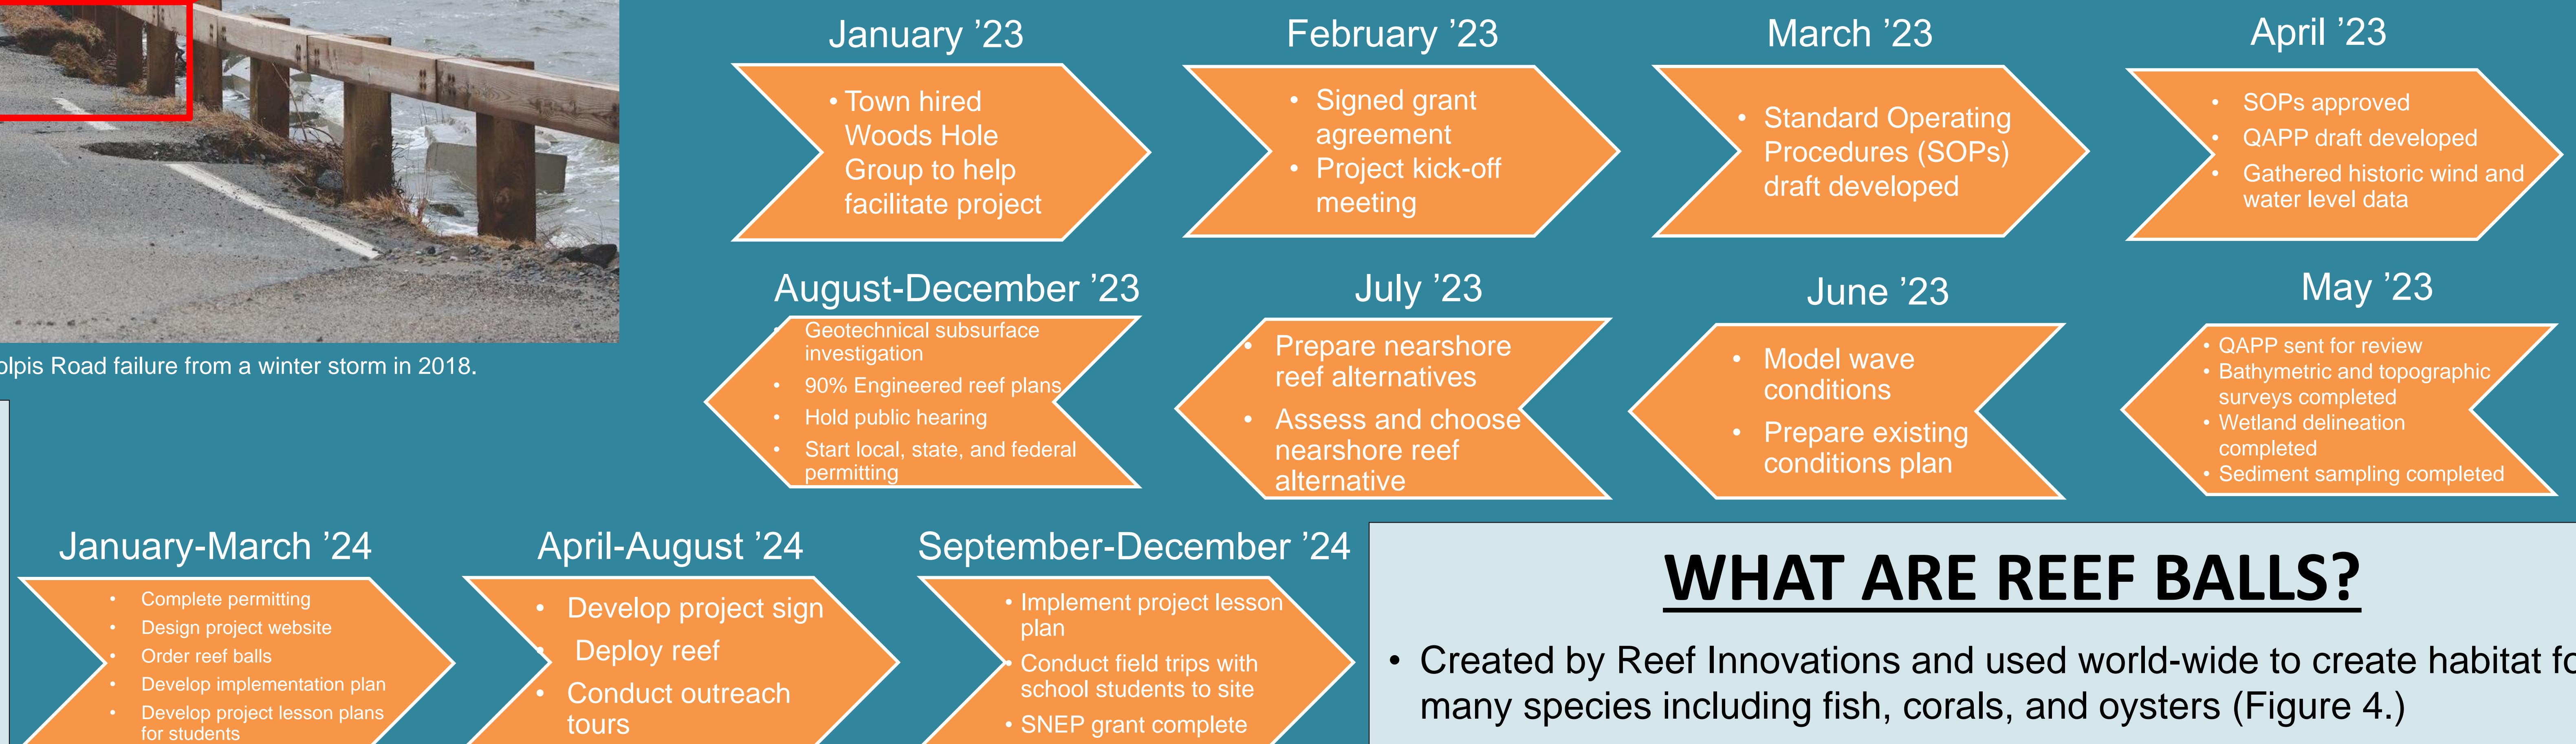 January ’23
• Town hired
Woods Hole
Group to help
facilitate project
February ’23
• Signed grant
agreement
• Project kick-off
meeting
March ’23
• Standard Operating
Procedures (SOPs)
draft developed
April ’23
• SOPs approved
• QAPP draft developed
• Gathered historic wind and
water level data
August-December ’23
• Geotechnical subsurface
investigation
• 90% Engineered reef plans
• Hold public hearing
• Start local, state, and federal
permitting
July ’23
• Prepare nearshore
reef alternatives
• Assess and choose
nearshore reef
alternative
June ’23
• Model wave
conditions
• Prepare existing
conditions plan
May ’23
• QAPP sent for review
• Bathymetric and topographic
surveys completed
• Wetland delineation
completed
• Sediment sampling completed
olpis Road failure from a winter storm in 2018.
January-March ’24
• Complete permitting
• Design project website
• Order reef balls
• Develop implementation plan
• Develop project lesson plans
for students
April-August ’24
• Develop project sign
• Deploy reef
• Conduct outreach
tours
September-December ’24
• Implement project lesson
plan
• Conduct field trips with
school students to site
• SNEP grant complete
WHAT ARE REEF BALLS?
• Created by Reef Innovations and used world-wide to create habitat fo
many species including fish, corals, and oysters (Figure 4.)